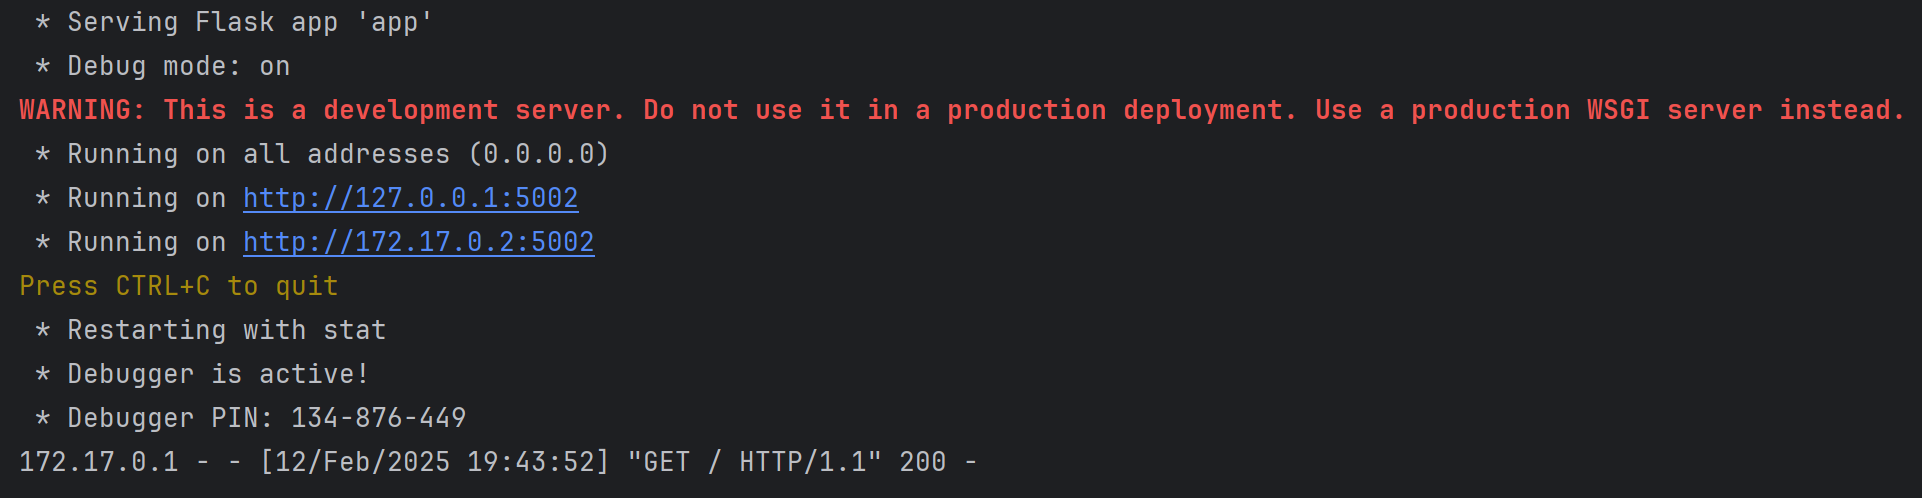 * Serving Flask app 'app'
* Debug mode: on
WARNING: This is a development server. Do not use it in a production deployment. Use a production WSGI server instead.
* Running on all addresses (0.0.0.0)
* Running on http://127.0.0.1:5002
* Running on http://172.17.0.2:5002
Press CTRL+C to quit
* Restarting with stat
* Debugger is active!
* Debugger PIN: 134-876-449
172.17.0.1 - - [12/Feb/2025 19:43:52] "GET / HTTP/1.1" 200 -